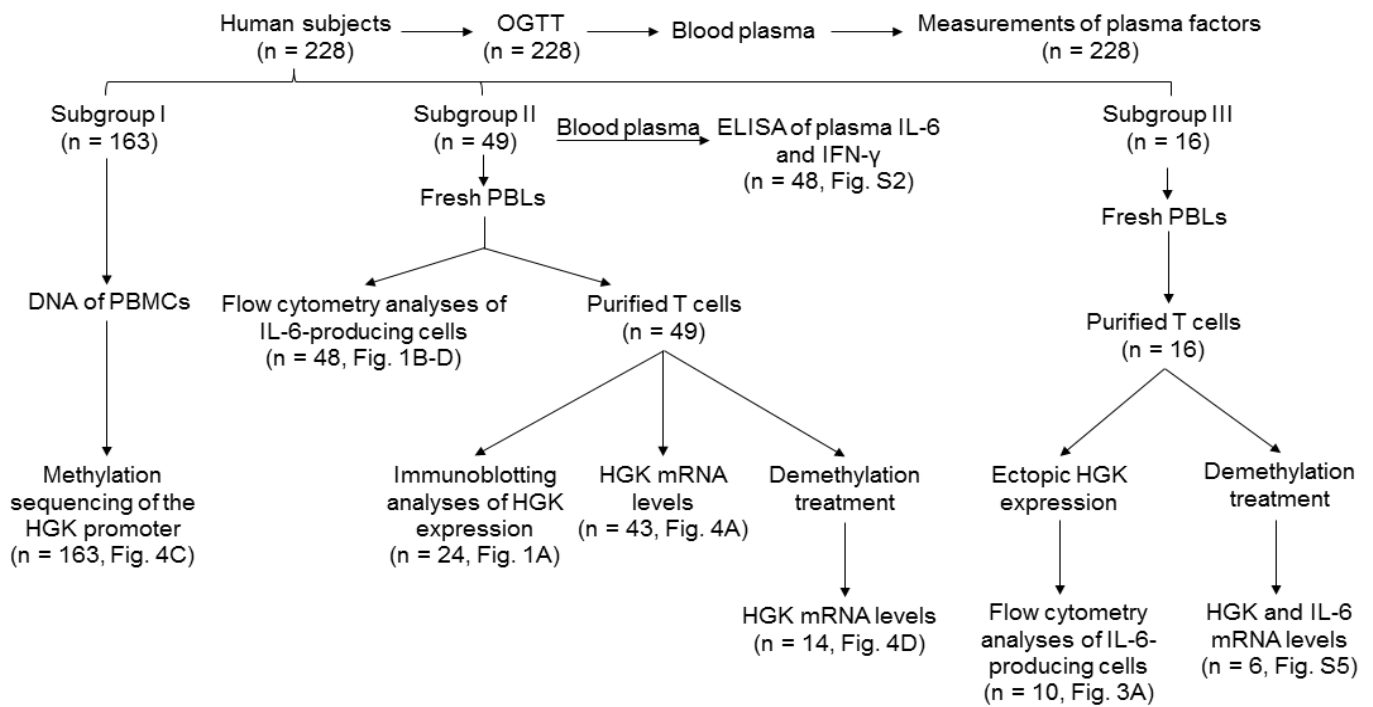 Human subjects
(n = 228)
OGTT
(n = 228)
Blood plasma
Measurements of plasma factors
(n = 228)
Subgroup I
(n = 163)
Subgroup II
(n = 49)
Blood plasma
ELISA of plasma IL-6
and IFN-γ
(n = 48, Fig. S2)
Subgroup III
(n = 16)
Fresh PBLs
Fresh PBLs
DNA of PBMCs
Flow cytometry analyses of
IL-6-producing cells
(n = 48, Fig. 1B-D)
Purified T cells
(n = 49)
Purified T cells
(n = 16)
Methylation
sequencing of the
HGK promoter
(n = 163, Fig. 4C)
Immunoblotting
analyses of HGK
expression
(n = 24, Fig. 1A)
HGK mRNA
levels
(n = 43, Fig. 4A)
Demethylation
treatment
Ectopic HGK
expression
Demethylation
treatment
HGK mRNA levels
(n = 14, Fig. 4D)
Flow cytometry
analyses of IL-6-
producing cells
(n = 10, Fig. 3A)
HGK and IL-6
mRNA levels
(n = 6, Fig. S5)